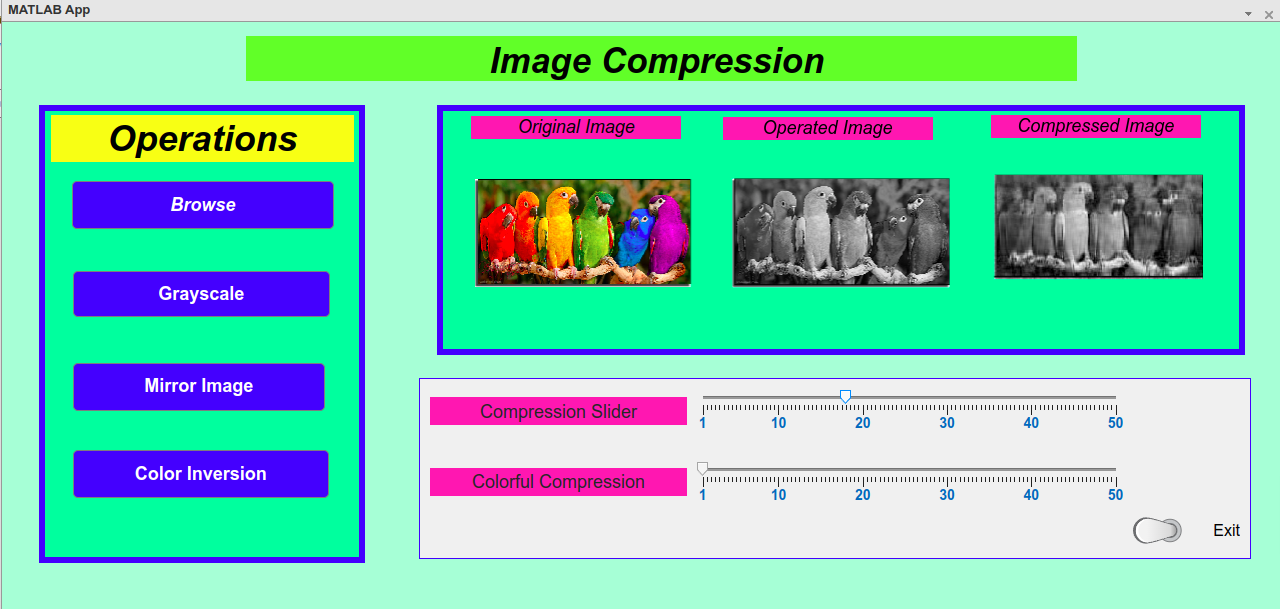 MATLAB App
Image Compression
Operations
Browse
Grayscale
Mirror Image
Color Inversion
Original Image
Operated Image
Compressed Image
Compression Slider
1 10 20 30 40 50
Colorful Compression
1 10 20 30 40 50
Exit